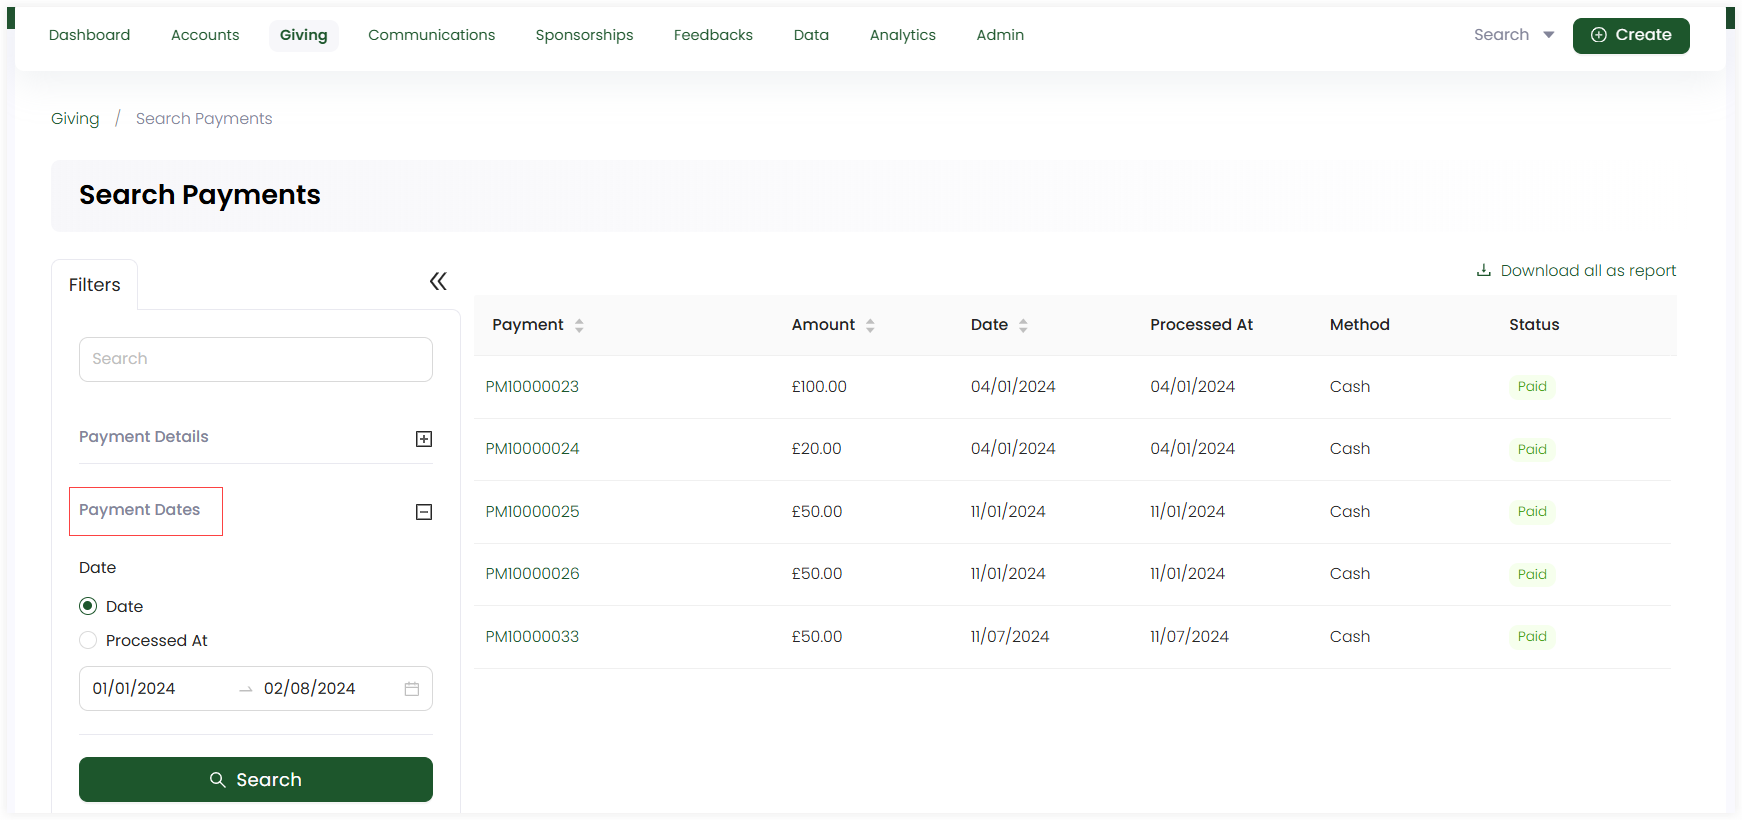 Dashboard Accounts Giving Communications Sponsorships Feedbacks Data Analytics Admin Search Create
Giving / Search Payments
Search Payments
Filters
Download all as report
Search
Payment Details
Payment Dates
Date
Date
Processed At
01/01/2024 02/08/2024
Search
Payment Amount Date Processed At Method Status
PM10000023 £100.00 04/01/2024 04/01/2024 Cash Paid
PM10000024 £20.00 04/01/2024 04/01/2024 Cash Paid
PM10000025 £50.00 11/01/2024 11/01/2024 Cash Paid
PM10000026 £50.00 11/01/2024 11/01/2024 Cash Paid
PM10000033 £50.00 11/07/2024 11/07/2024 Cash Paid